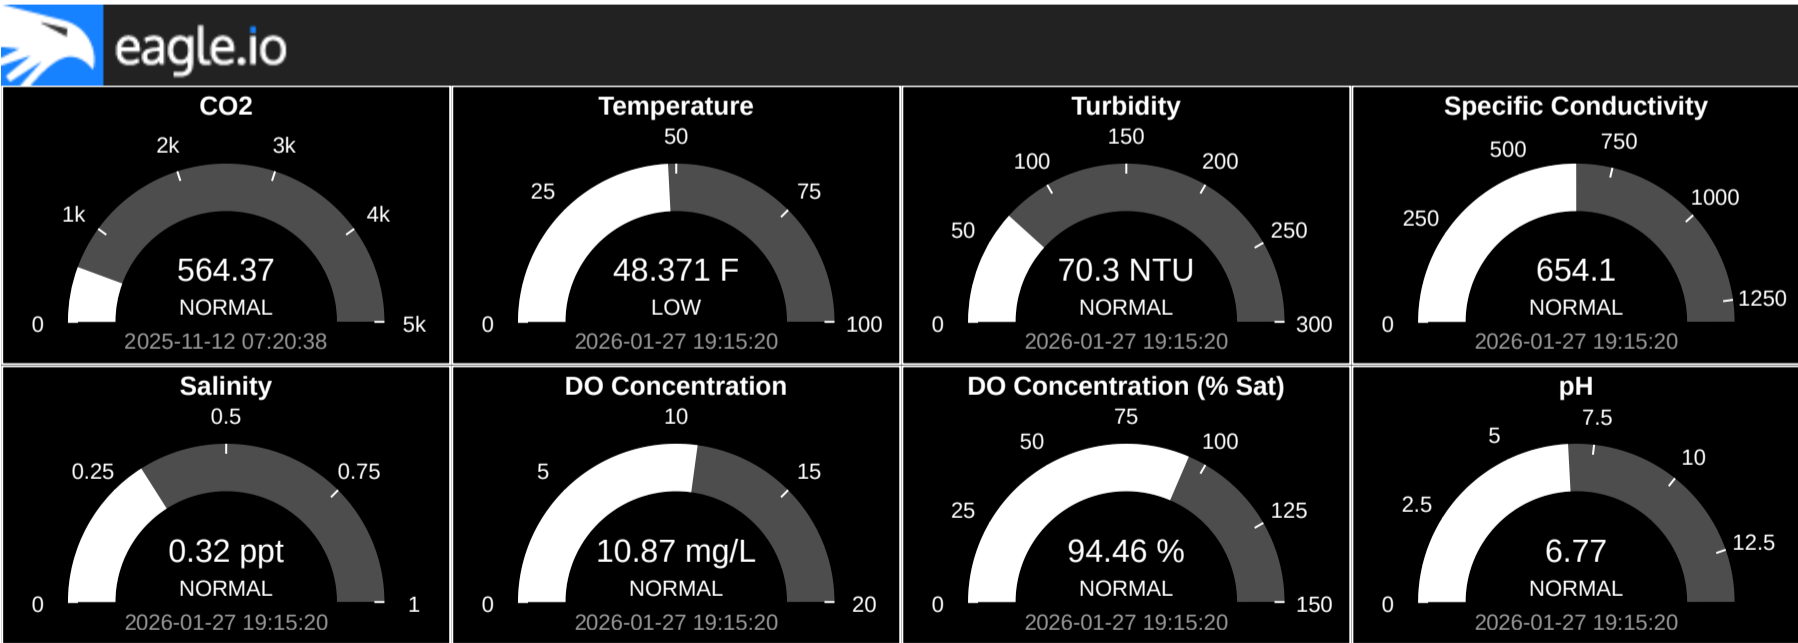 eagle.io
CO2
0
1k
2k
3k
4k
5k
564.37
NORMAL
2025-11-12 07:20:38
Temperature
0
25
50
75
100
48.371 F
LOW
2026-01-27 19:15:20
Turbidity
0
50
100
150
200
250
300
70.3 NTU
NORMAL
2026-01-27 19:15:20
Specific Conductivity
0
250
500
750
1000
1250
654.1
NORMAL
2026-01-27 19:15:20
Salinity
0
0.25
0.5
0.75
1
0.32 ppt
NORMAL
2026-01-27 19:15:20
DO Concentration
0
5
10
15
20
10.87 mg/L
NORMAL
2026-01-27 19:15:20
DO Concentration (% Sat)
0
25
50
75
100
125
150
94.46 %
NORMAL
2026-01-27 19:15:20
pH
0
2.5
5
7.5
10
12.5
6.77
NORMAL
2026-01-27 19:15:20